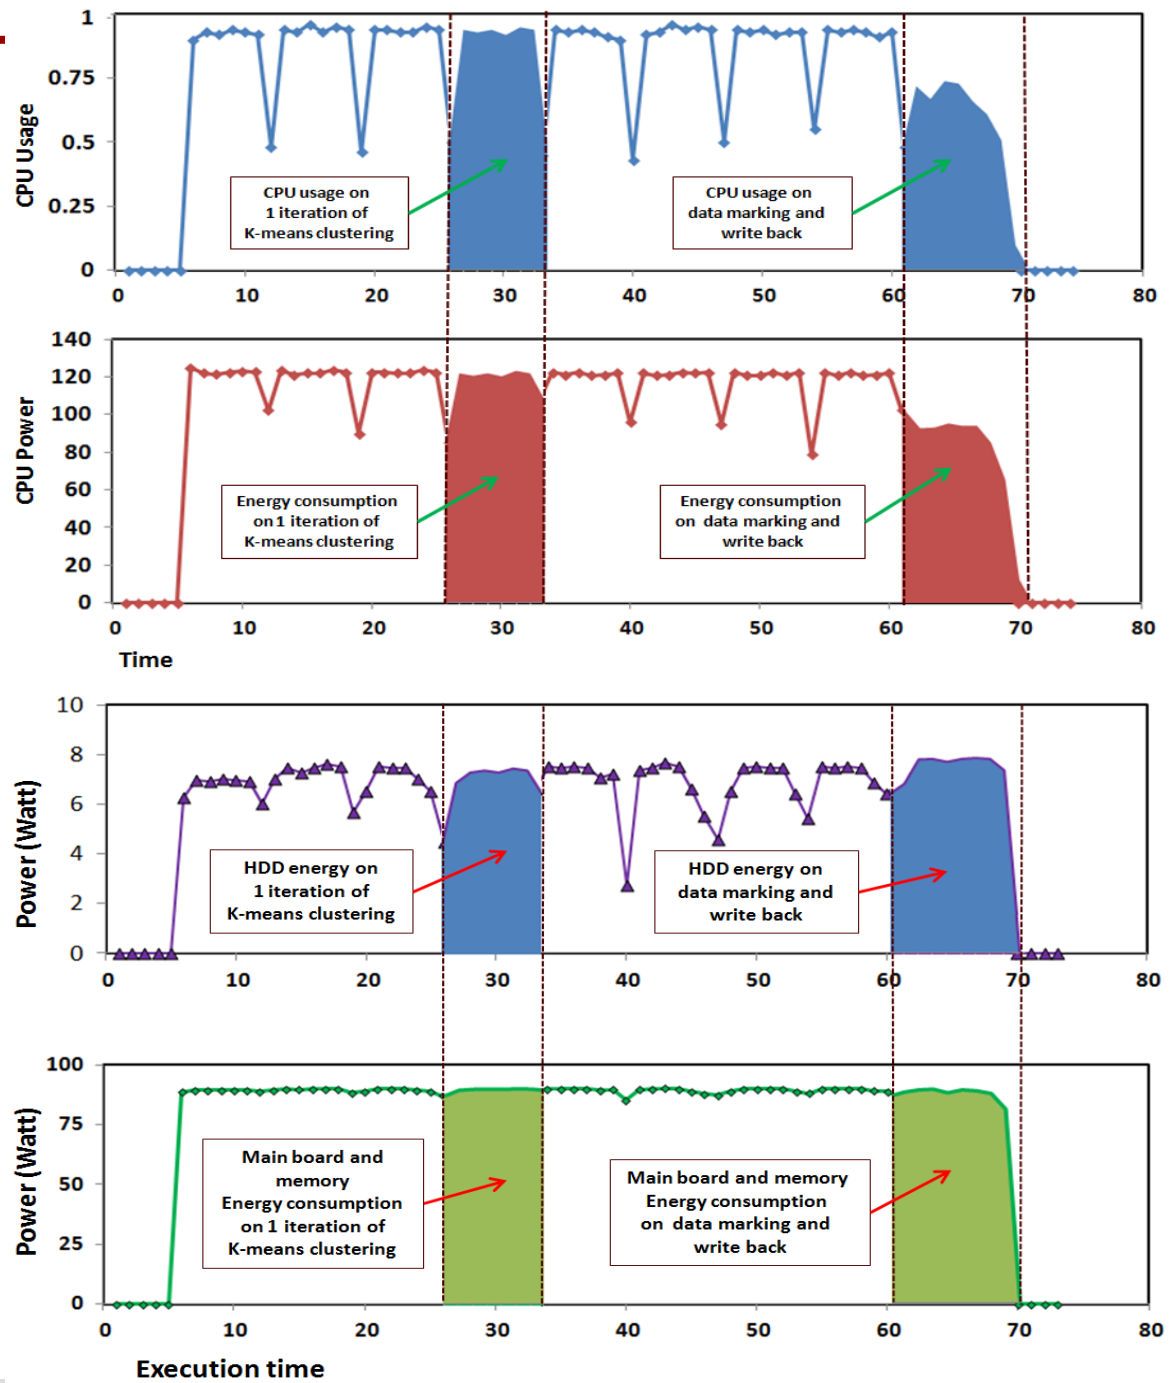 CPU Usage
1
0.75
0.5
0.25
0
CPU usage on
1 iteration of
K-means clustering
CPU usage on
data marking and
write back
0 10 20 30 40 50 60 70 80
CPU Power
140
120
100
80
60
40
20
0
Energy consumption
on 1 iteration of
K-means clustering
Energy consumption
on data marking and
write back
0 10 20 30 40 50 60 70 80
Time
Power (Watt)
10
8
6
4
2
0
HDD energy on
1 iteration of
K-means clustering
HDD energy on
data marking and
write back
0 10 20 30 40 50 60 70 80
Power (Watt)
100
75
50
25
0
Main board and
memory
Energy consumption
on 1 iteration of
K-means clustering
Main board and memory
Energy consumption
on data marking and
write back
0 10 20 30 40 50 60 70 80
Execution time